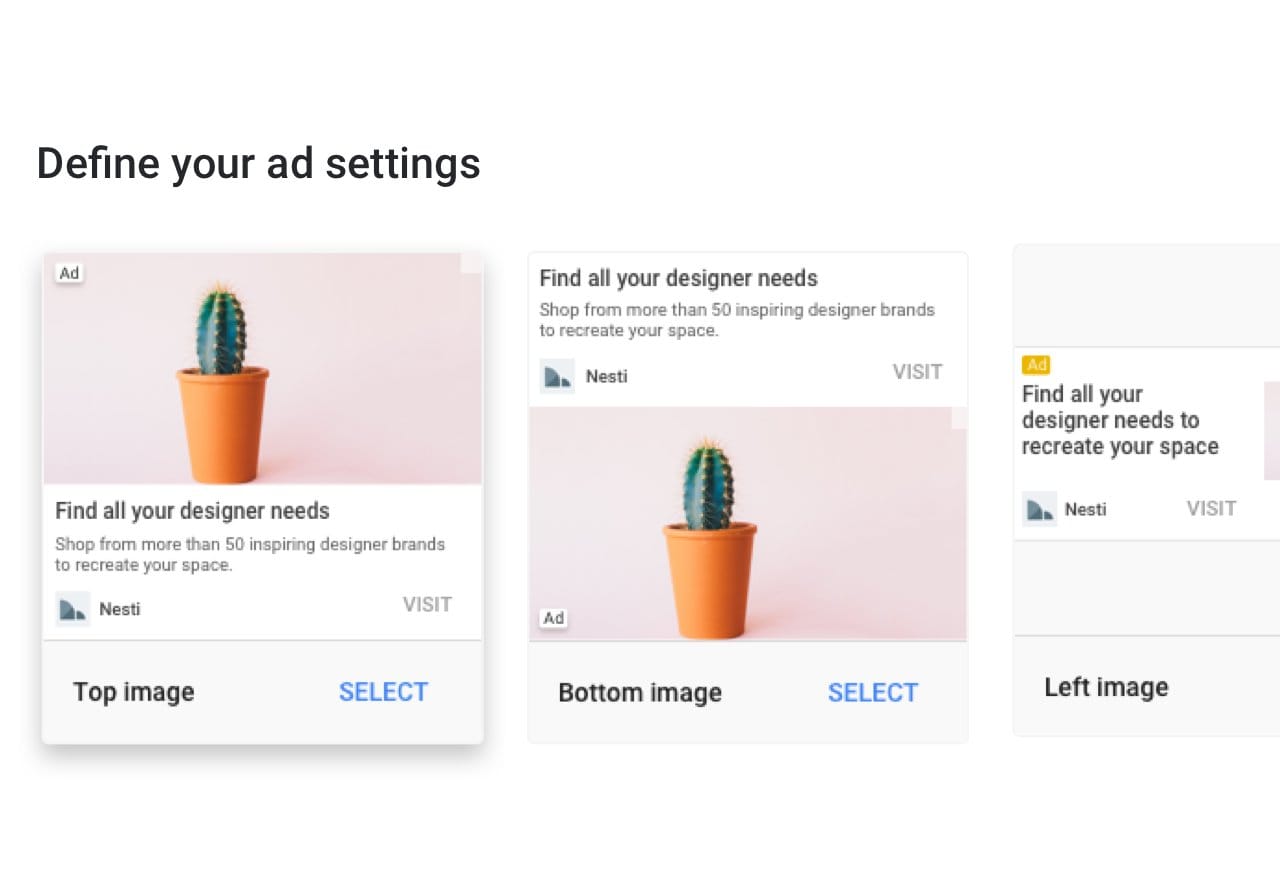 Define your ad settings
Ad
Find all your designer needs
Shop from more than 50 inspiring designer brands
to recreate your space.
Nesti
VISIT
Top image
SELECT
Find all your designer needs
Shop from more than 50 inspiring designer brands
to recreate your space.
Nesti
VISIT
Ad
Bottom image
SELECT
Ad
Find all your
designer needs to
recreate your space
Nesti
VISIT
Left image